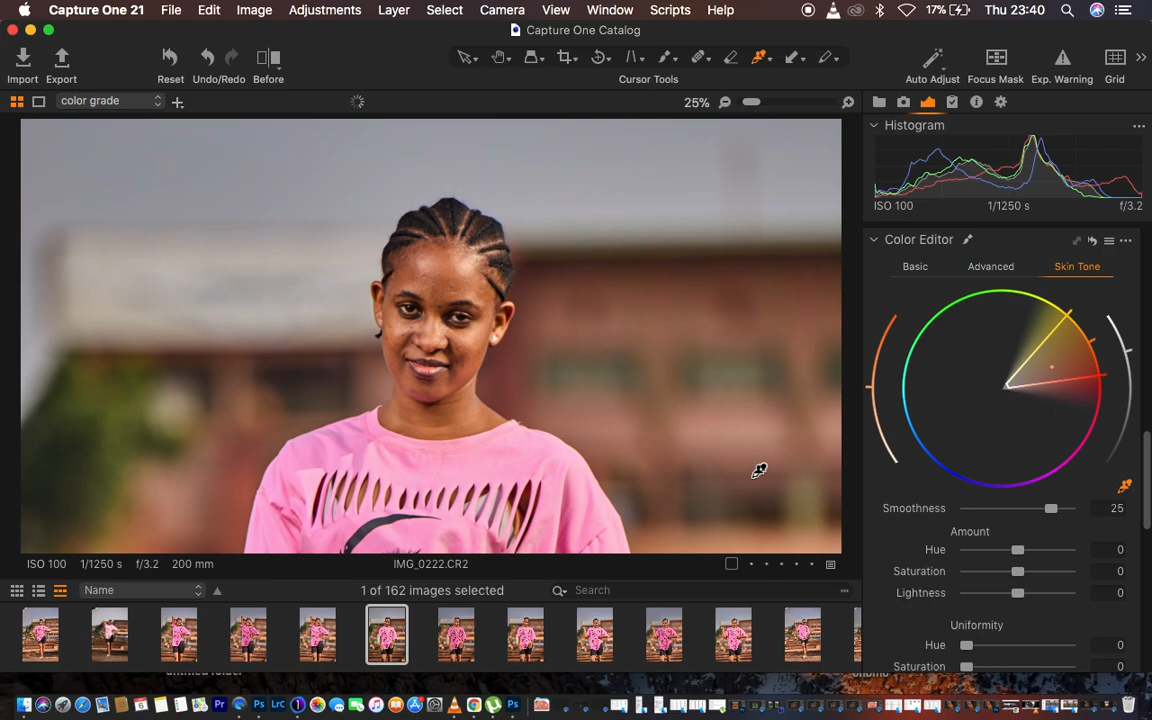 Capture One 21 File Edit Image Adjustments Layer Select Camera View Window Scripts Help 17% Thu 23:40
Capture One Catalog
Import Export Reset Undo/Redo Before Cursor Tools Auto Adjust Focus Mask Exp. Warning Grid
color grade 25%
Histogram
ISO 100 1/1250 s f/3.2
Color Editor
Basic Advanced Skin Tone
Smoothness 25
Amount
Hue 0
Saturation 0
Lightness 0
Uniformity
Hue 0
Saturation 0
ISO 100 1/1250 s f/3.2 200 mm IMG_0222.CR2
Name 1 of 162 images selected Search
Pr Ps LrC Ps